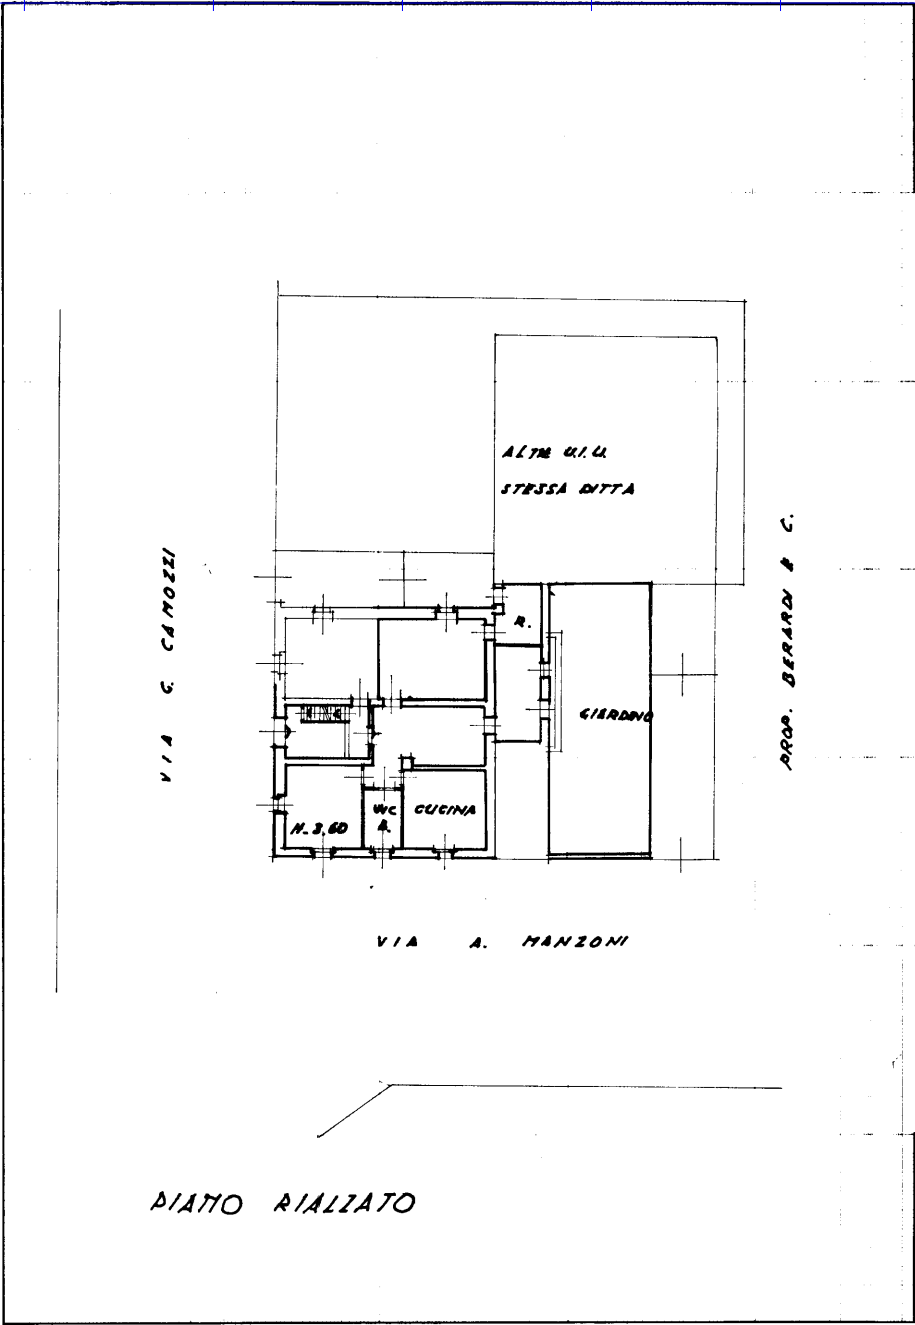 ALTRE U.I.U.
STESSA DITTA
VIA G. CAMOZZI
PROP. BERARDI & C.
R.
GIARDINO
WC
B.
CUCINA
H=3,60
VIA A. MANZONI
PIANO RIALZATO